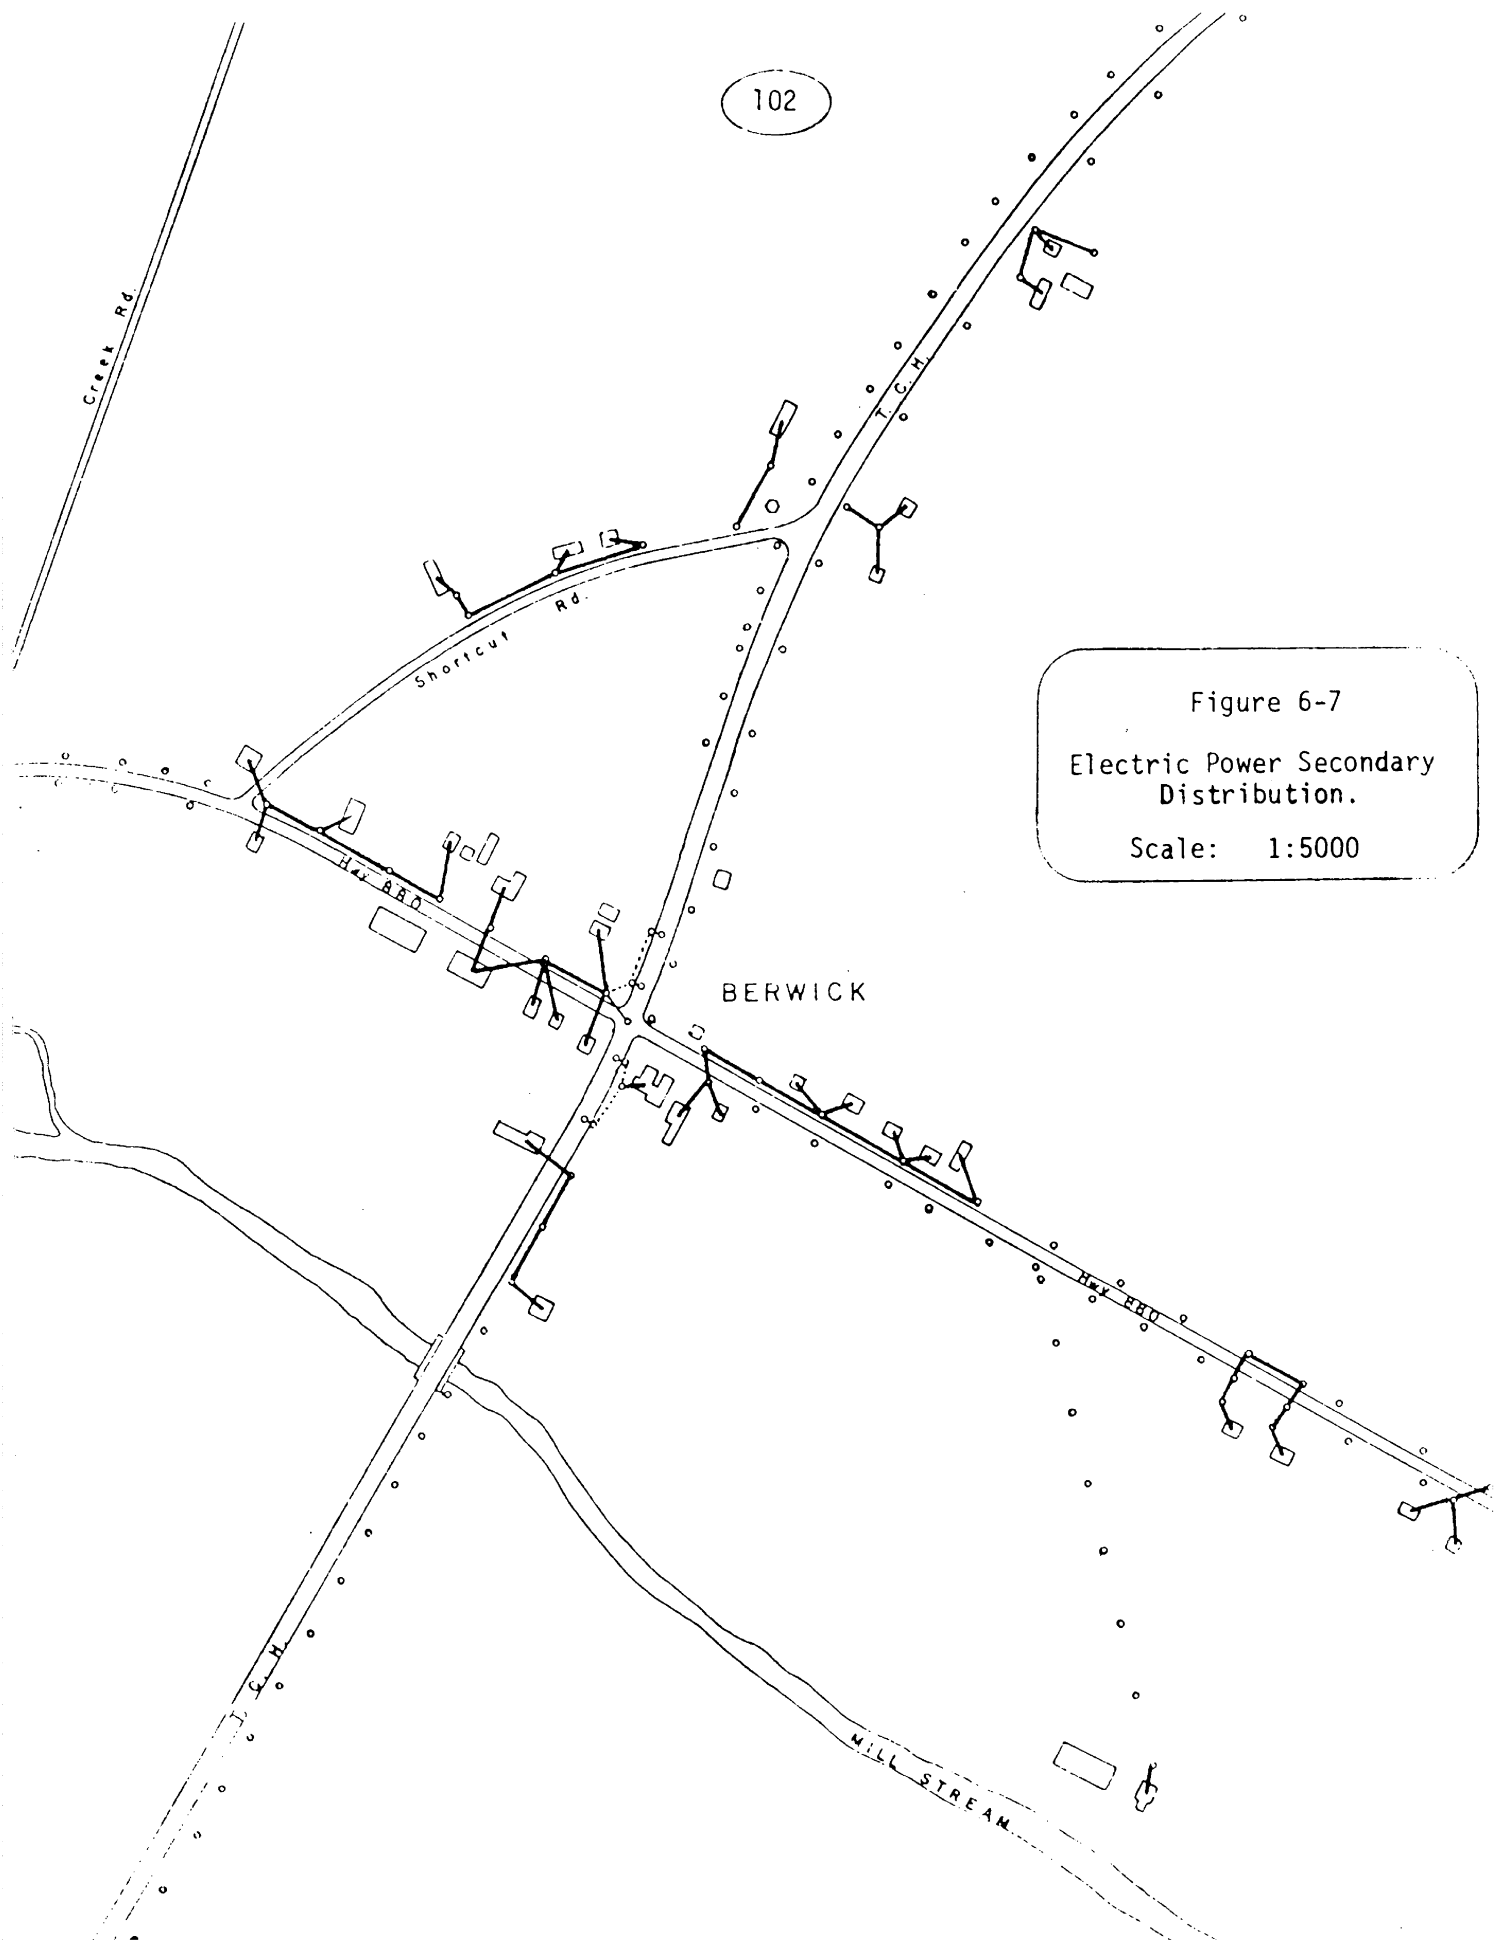 102
Creek Rd.
T. C. H.
Shortcut Rd.
Figure 6-7
Electric Power Secondary
Distribution.
Scale: 1:5000
Hwy 880
BERWICK
Hwy 880
T. C. H.
MILL STREAM